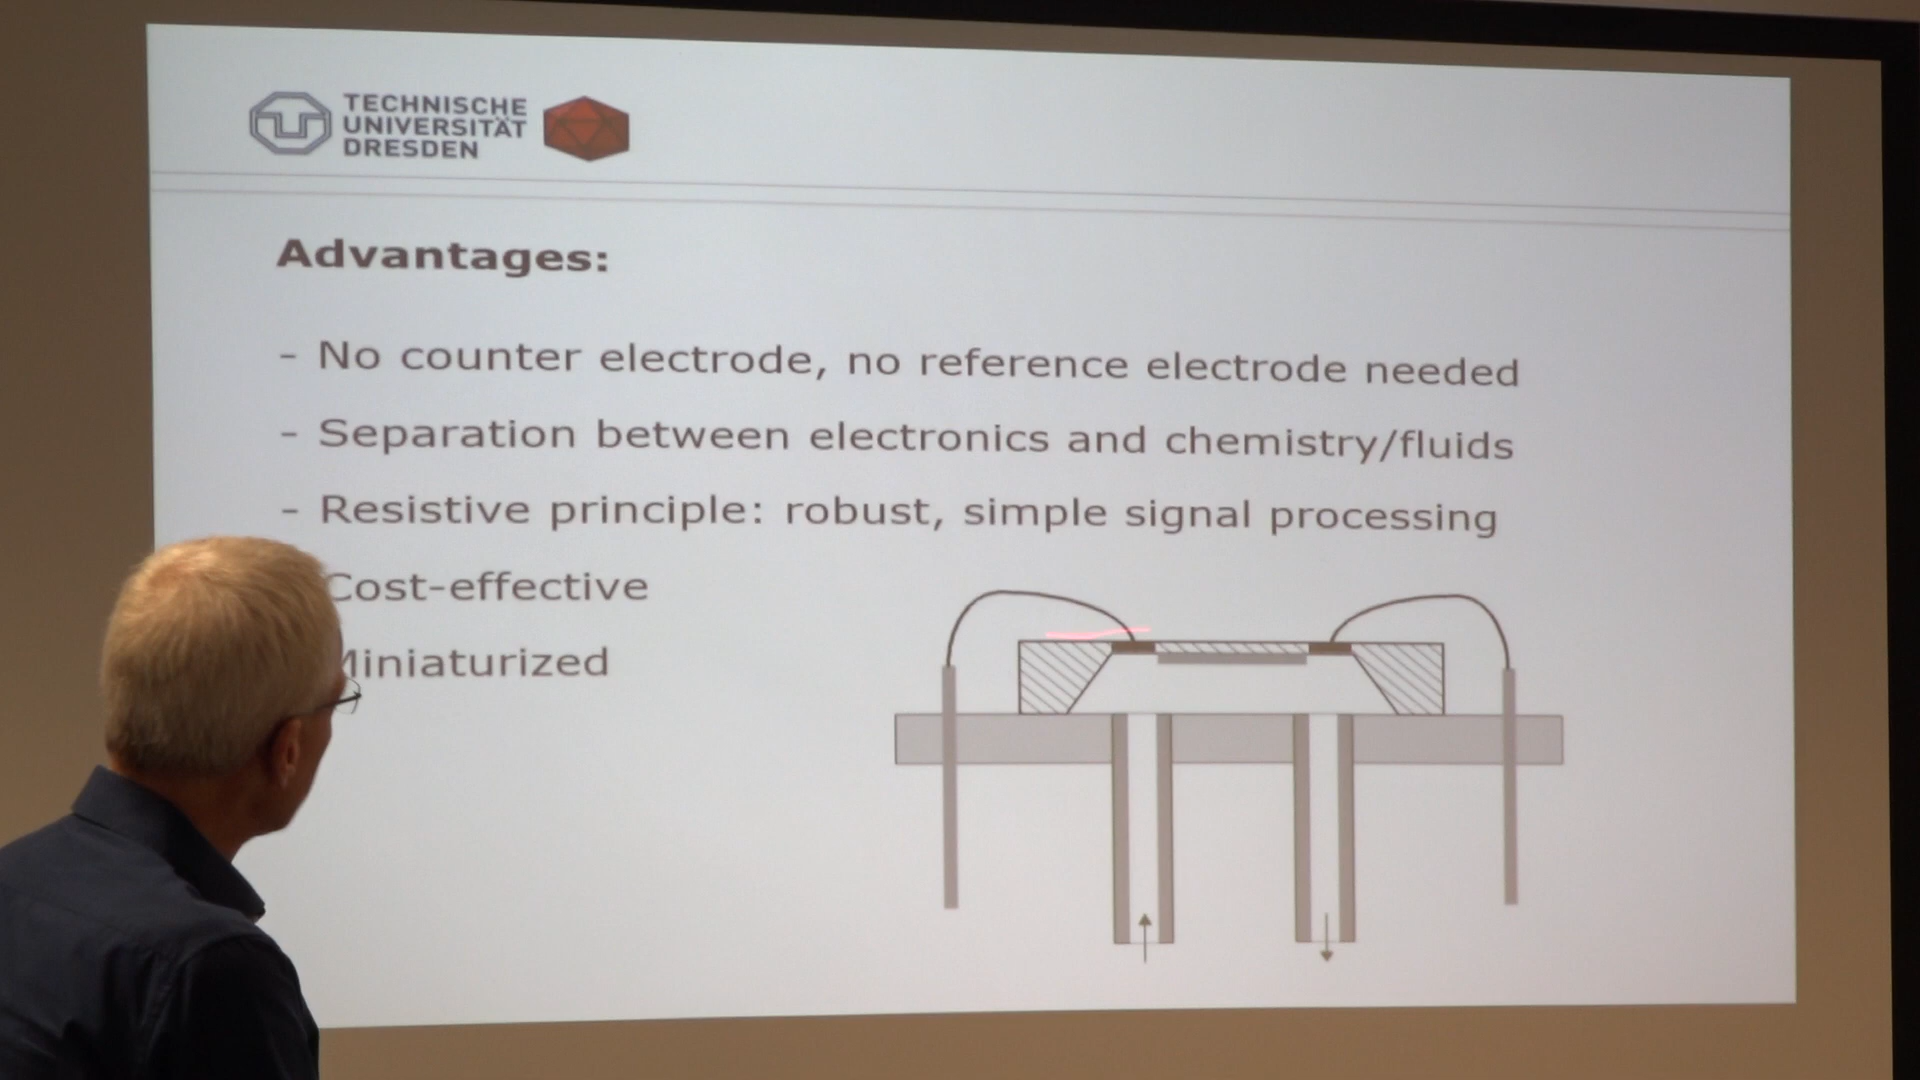 TECHNISCHE
UNIVERSITÄT
DRESDEN
Advantages:
- No counter electrode, no reference electrode needed
- Separation between electronics and chemistry/fluids
- Resistive principle: robust, simple signal processing
Cost-effective
Miniaturized